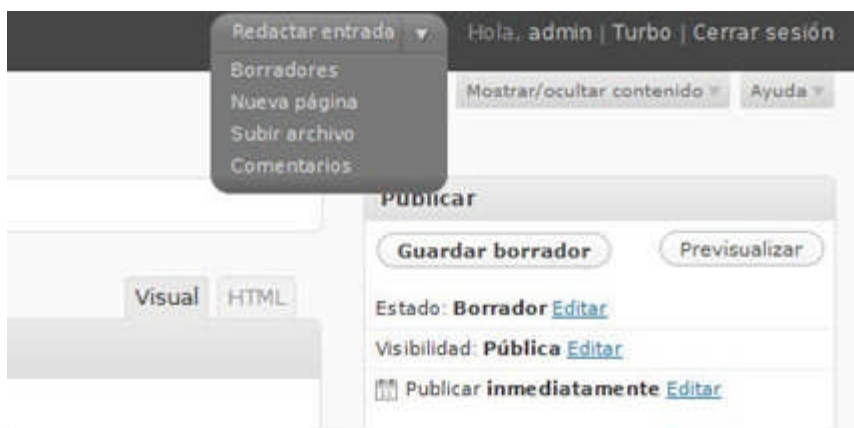 Redactar entrada
Hola, admin | Turbo | Cerrar sesión
Borradores
Nueva página
Subir archivo
Comentarios
Mostrar/ocultar contenido
Ayuda
Publicar
Guardar borrador
Previsualizar
Visual
HTML
Estado: Borrador Editar
Visibilidad: Pública Editar
Publicar inmediatamente Editar